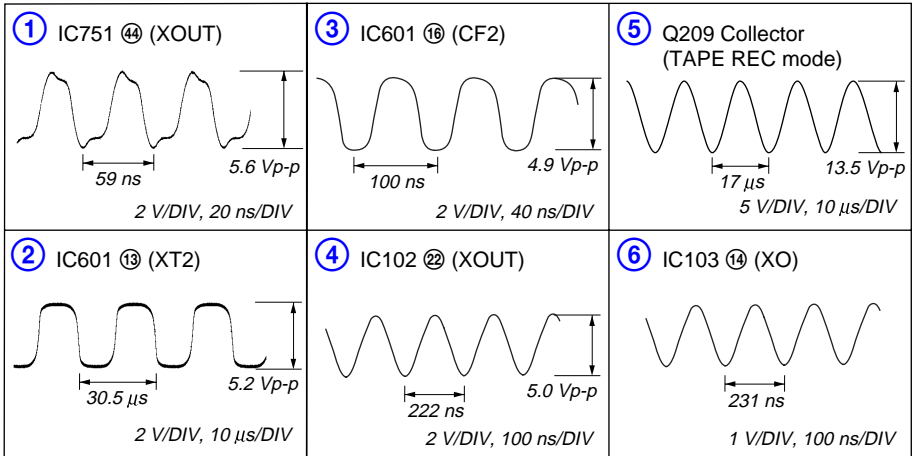 ① IC751 ㊹ (XOUT)
5.6 Vp-p
59 ns
2 V/DIV, 20 ns/DIV
② IC601 ⑬ (XT2)
5.2 Vp-p
30.5 µs
2 V/DIV, 10 µs/DIV
③ IC601 ⑯ (CF2)
4.9 Vp-p
100 ns
2 V/DIV, 40 ns/DIV
④ IC102 ㉒ (XOUT)
5.0 Vp-p
222 ns
2 V/DIV, 100 ns/DIV
⑤ Q209 Collector
(TAPE REC mode)
13.5 Vp-p
17 µs
5 V/DIV, 10 µs/DIV
⑥ IC103 ⑭ (XO)
231 ns
1 V/DIV, 100 ns/DIV